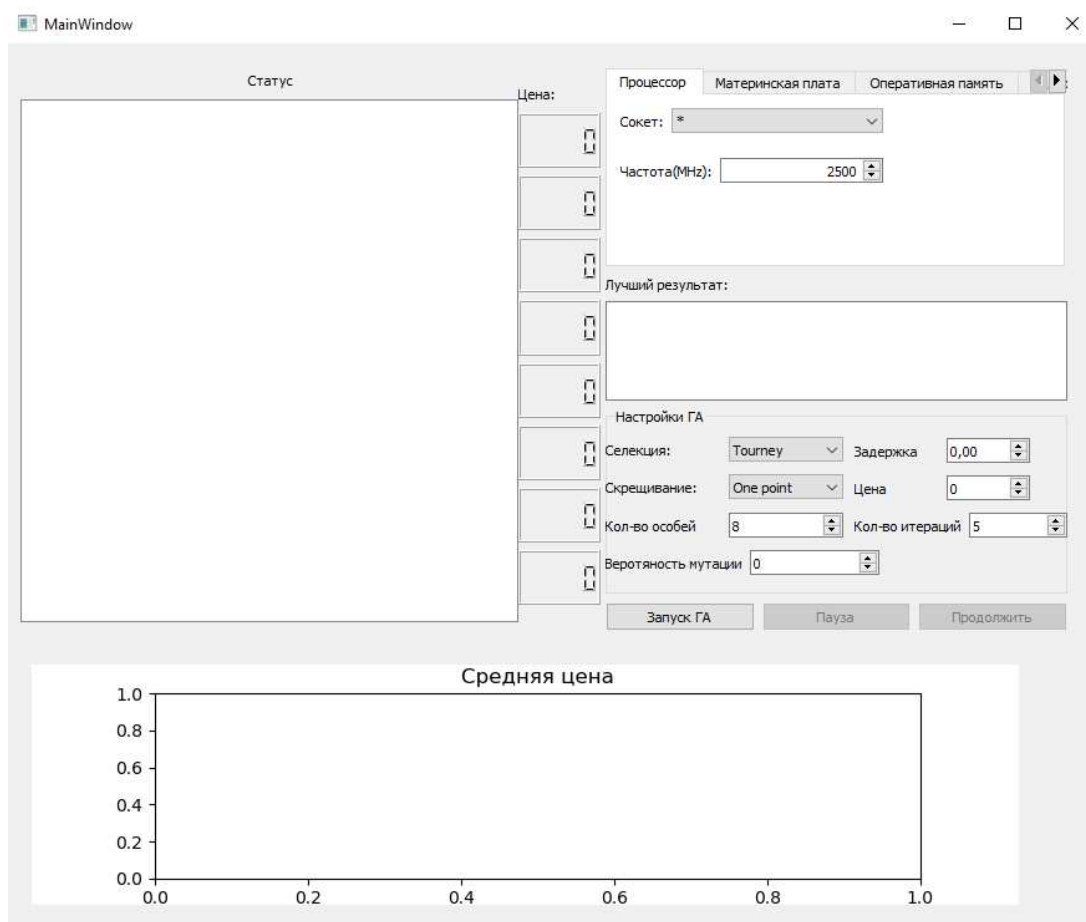 MainWindow
Статус
Цена:
0
0
0
0
0
0
0
0
Процессор Материнская плата Оперативная память
Сокет: *
Частота(MHz): 2500
Лучший результат:
Настройки ГА
Селекция: Tourney Задержка 0,00
Скрещивание: One point Цена 0
Кол-во особей 8 Кол-во итераций 5
Веротяность мутации 0
Запуск ГА Пауза Продолжить
Средняя цена
1.0
0.8
0.6
0.4
0.2
0.0
0.0 0.2 0.4 0.6 0.8 1.0